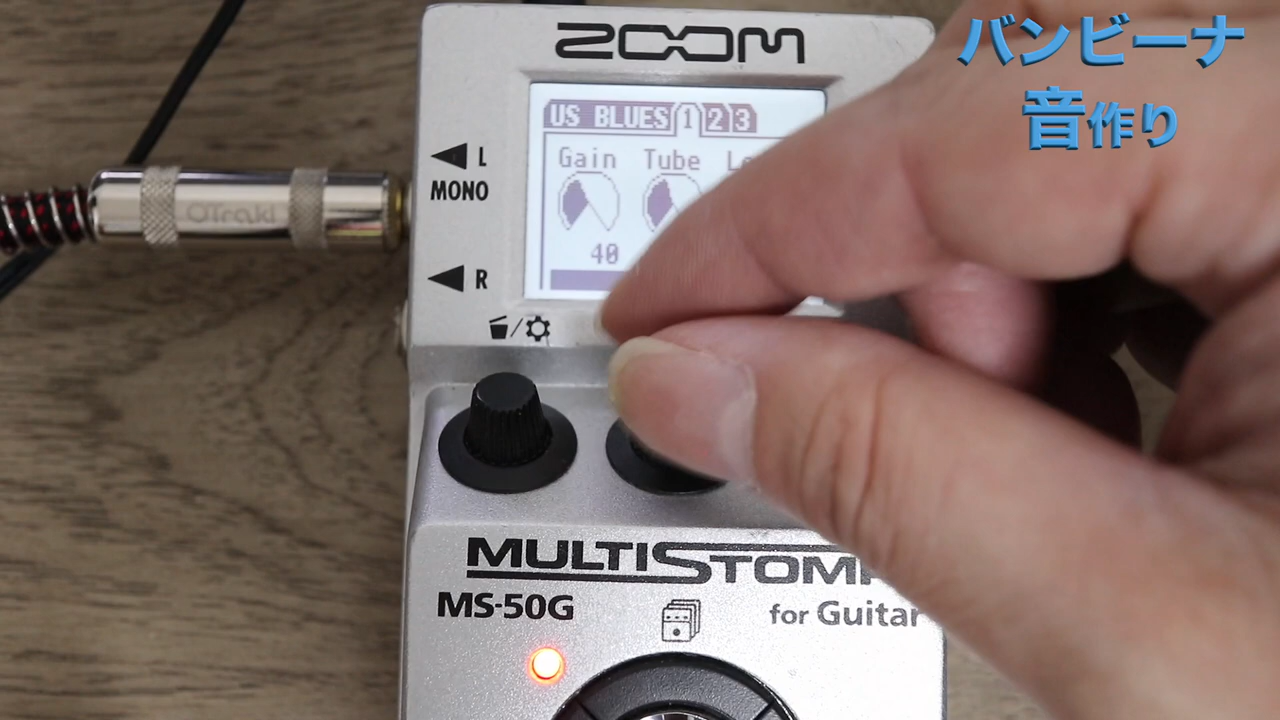 バンビーナ
音作り
ZOOM
US BLUES 1 2 3
Gain Tube
40
L
MONO
R
MULTISTOMP
MS-50G
for Guitar